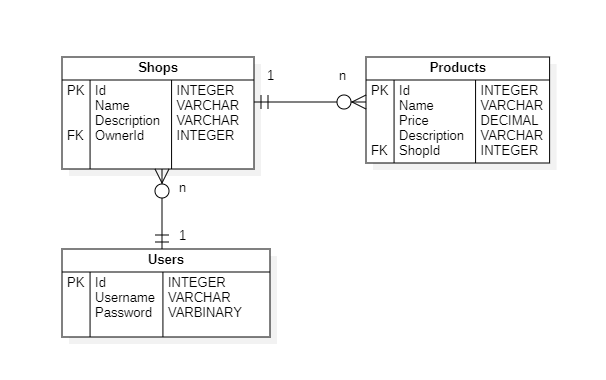 Shops
PK Id INTEGER
Name VARCHAR
Description VARCHAR
FK OwnerId INTEGER
1
n
Products
PK Id INTEGER
Name VARCHAR
Price DECIMAL
Description VARCHAR
FK ShopId INTEGER
n
1
Users
PK Id INTEGER
Username VARCHAR
Password VARBINARY